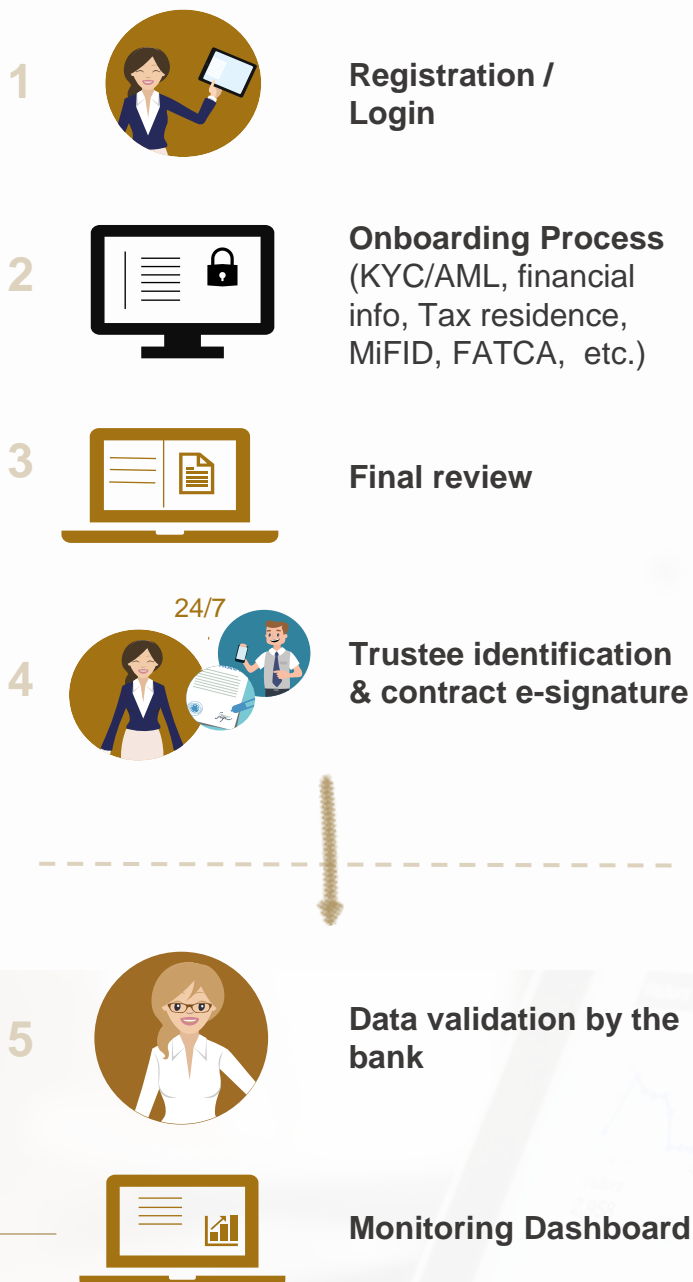 1
Registration /
Login
2
Onboarding Process
(KYC/AML, financial
info, Tax residence,
MiFID, FATCA, etc.)
3
Final review
24/7
4
Trustee identification
& contract e-signature
5
Data validation by the
bank
Monitoring Dashboard